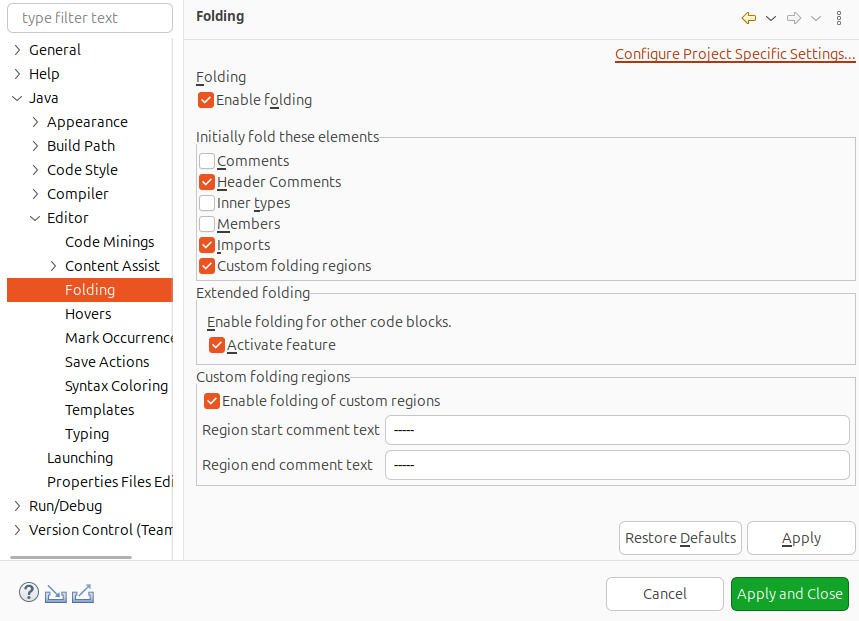 type filter text
General
Help
Java
Appearance
Build Path
Code Style
Compiler
Editor
Code Minings
Content Assist
Folding
Hovers
Mark Occurrence
Save Actions
Syntax Coloring
Templates
Typing
Launching
Properties Files Edi
Run/Debug
Version Control (Team
Folding
Configure Project Specific Settings...
Folding
Enable folding
Initially fold these elements
Comments
Header Comments
Inner types
Members
Imports
Custom folding regions
Extended folding
Enable folding for other code blocks.
Activate feature
Custom folding regions
Enable folding of custom regions
Region start comment text -----
Region end comment text -----
Restore Defaults Apply
? Cancel Apply and Close